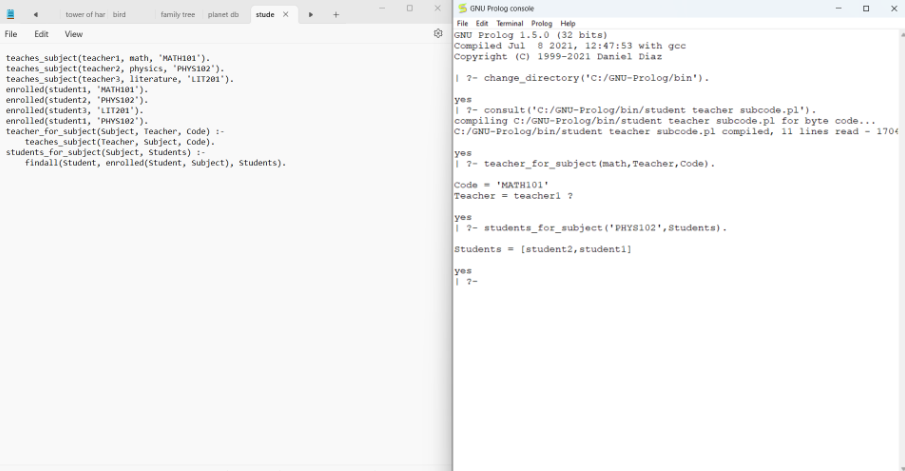 tower of har
bird
family tree
planet db
stude
File Edit View
teaches_subject(teacher1, math, 'MATH101').
teaches_subject(teacher2, physics, 'PHYS102').
teaches_subject(teacher3, literature, 'LIT201').
enrolled(student1, 'MATH101').
enrolled(student2, 'PHYS102').
enrolled(student3, 'LIT201').
enrolled(student1, 'PHYS102').
teacher_for_subject(Subject, Teacher, Code) :-
    teaches_subject(Teacher, Subject, Code).
students_for_subject(Subject, Students) :-
    findall(Student, enrolled(Student, Subject), Students).
GNU Prolog console
File Edit Terminal Prolog Help
GNU Prolog 1.5.0 (32 bits)
Compiled Jul  8 2021, 12:47:53 with gcc
Copyright (C) 1999-2021 Daniel Diaz
| ?- change_directory('C:/GNU-Prolog/bin').
yes
| ?- consult('C:/GNU-Prolog/bin/student teacher subcode.pl').
compiling C:/GNU-Prolog/bin/student teacher subcode.pl for byte code...
C:/GNU-Prolog/bin/student teacher subcode.pl compiled, 11 lines read - 1706
yes
| ?- teacher_for_subject(math,Teacher,Code).
Code = 'MATH101'
Teacher = teacher1 ?
yes
| ?- students_for_subject('PHYS102',Students).
Students = [student2,student1]
yes
| ?-